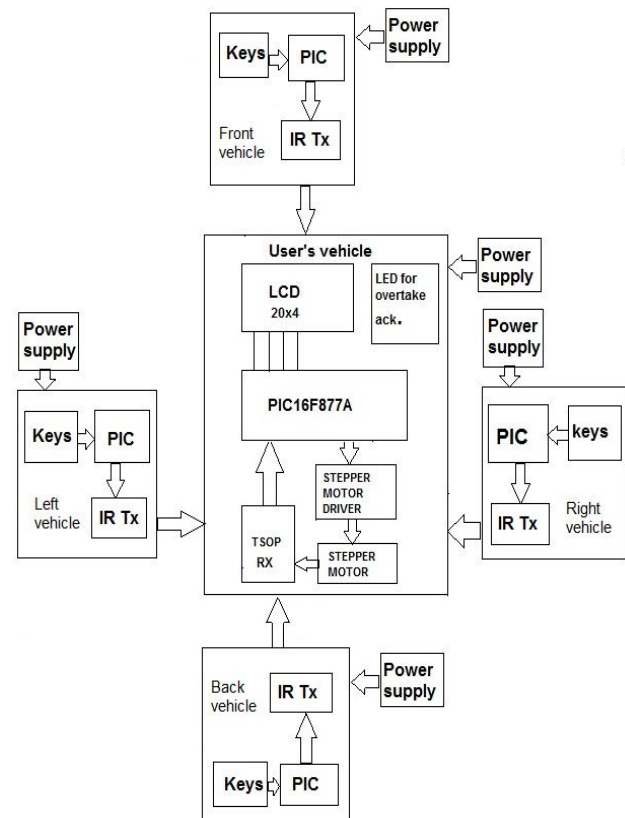 Keys
PIC
Power
supply
Front
vehicle
IR Tx
User's vehicle
LCD
20x4
LED for
overtake
ack.
Power
supply
Power
supply
Power
supply
PIC16F877A
Keys
PIC
Left
vehicle
IR Tx
PIC
keys
IR Tx
Right
vehicle
STEPPER
MOTOR
DRIVER
TSOP
RX
STEPPER
MOTOR
Back
vehicle
IR Tx
Power
supply
Keys
PIC